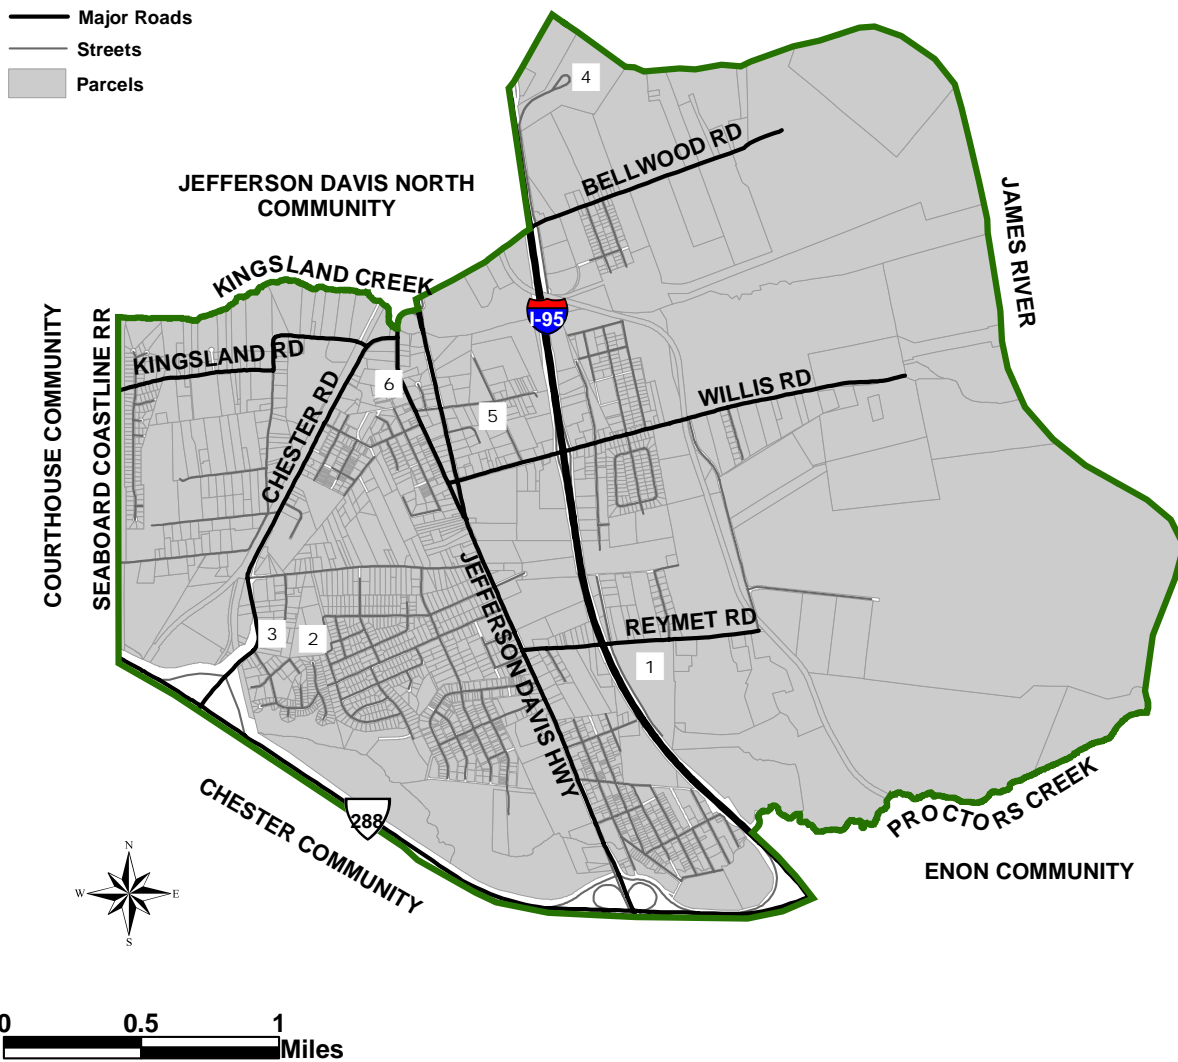 Major Roads
Streets
Parcels
4
BELLWOOD RD
JEFFERSON DAVIS NORTH
COMMUNITY
JAMES RIVER
KINGSLAND CREEK
COURTHOUSE COMMUNITY
SEABOARD COASTLINE RR
I-95
KINGSLAND RD
CHESTER RD
6
5
WILLIS RD
JEFFERSON DAVIS HWY
REYMET RD
3
2
1
CHESTER COMMUNITY
288
PROCTORS CREEK
ENON COMMUNITY
N
W
E
S
0
0.5
1
Miles